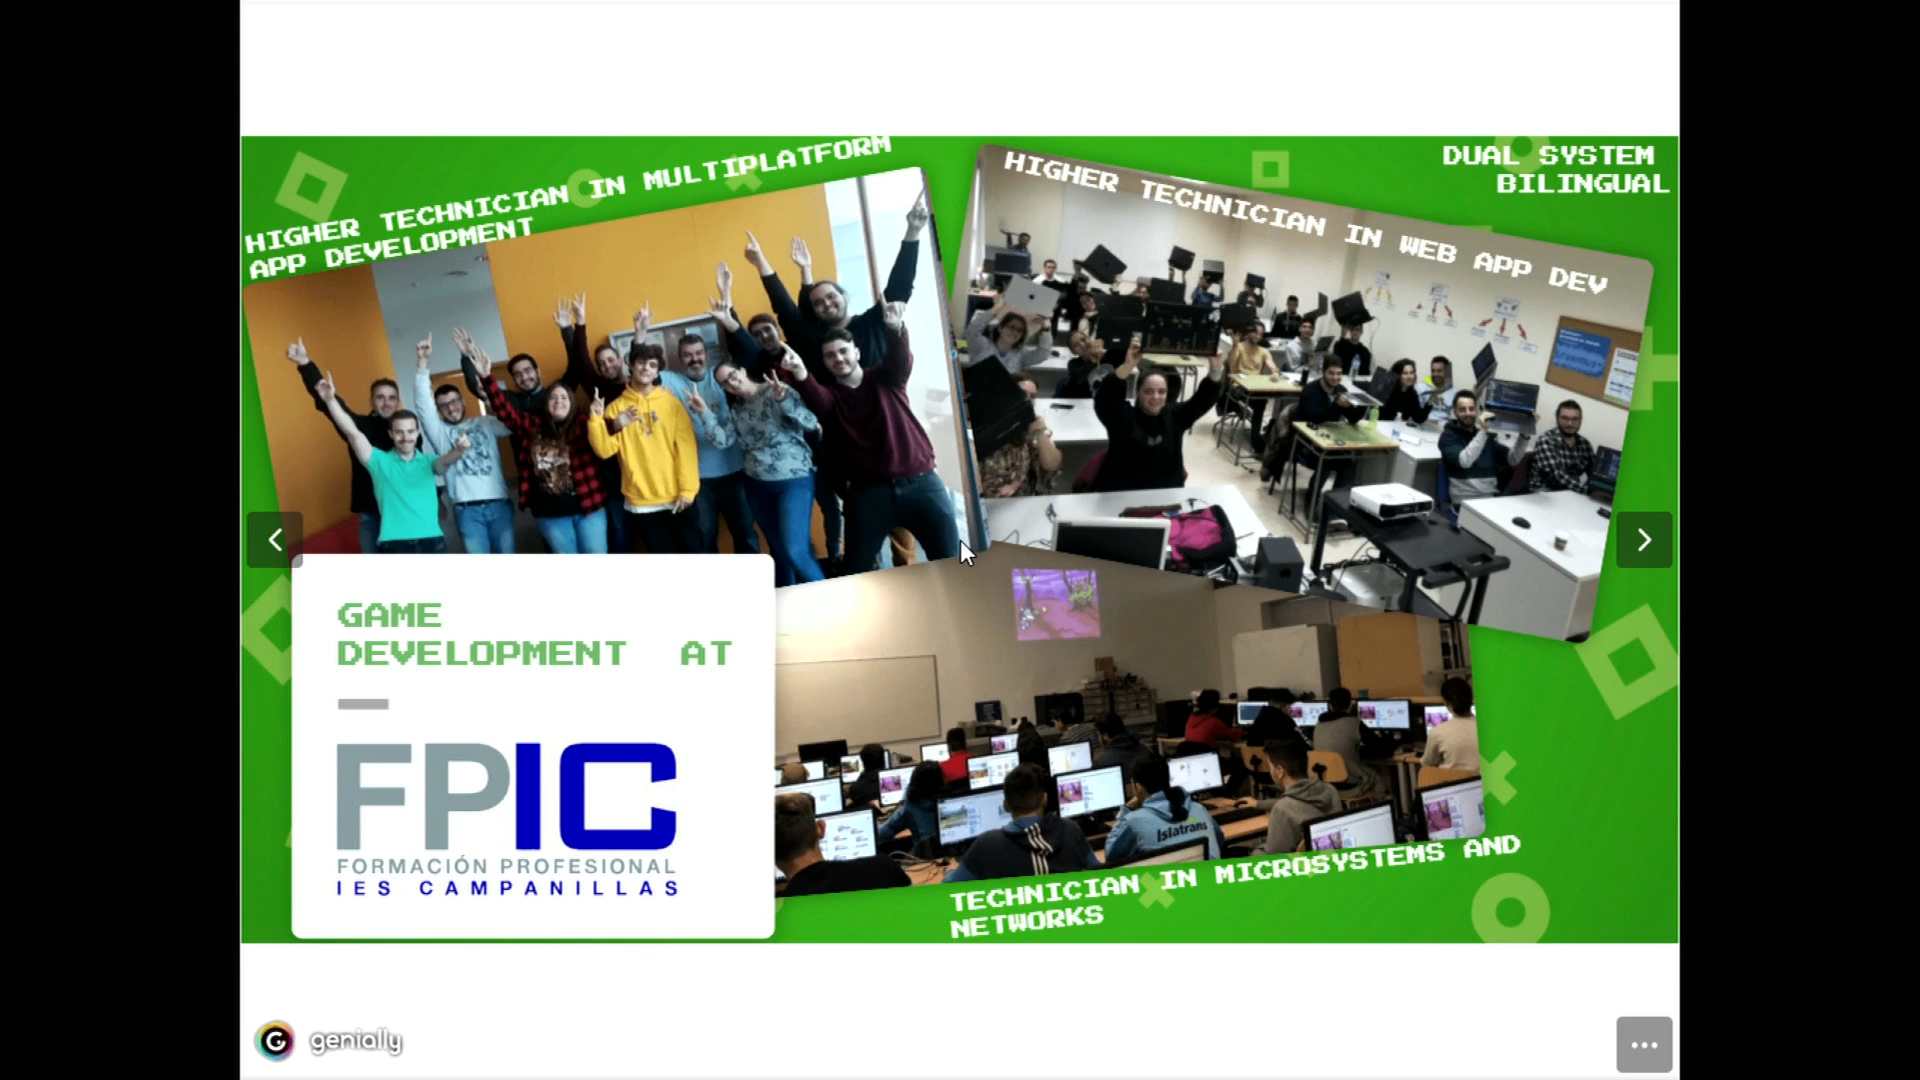 HIGHER TECHNICIAN IN MULTIPLATFORM
APP DEVELOPMENT
HIGHER TECHNICIAN IN WEB APP DEV
DUAL SYSTEM
BILINGUAL
GAME
DEVELOPMENT AT
FPIC
FORMACIÓN PROFESIONAL
IES CAMPANILLAS
Islatrans
TECHNICIAN IN MICROSYSTEMS AND
NETWORKS
genially